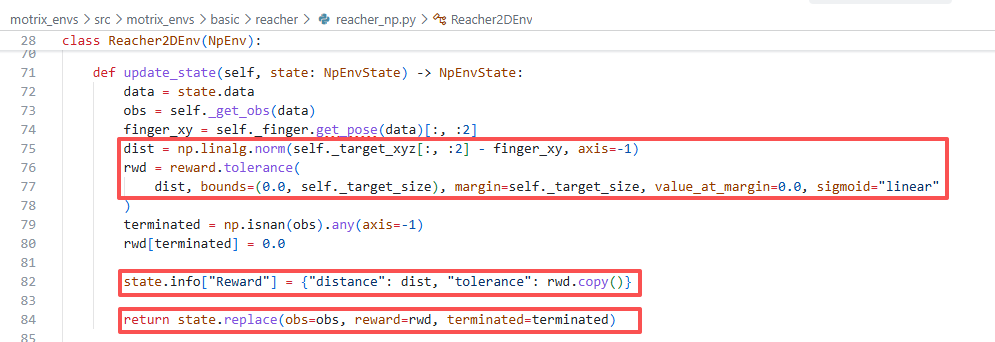 motrix_envs > src > motrix_envs > basic > reacher > reacher_np.py > Reacher2DEnv
28 class Reacher2DEnv(NpEnv):
70
71     def update_state(self, state: NpEnvState) -> NpEnvState:
72         data = state.data
73         obs = self._get_obs(data)
74         finger_xy = self._finger.get_pose(data)[:, :2]
75         dist = np.linalg.norm(self._target_xyz[:, :2] - finger_xy, axis=-1)
76         rwd = reward.tolerance(
77             dist, bounds=(0.0, self._target_size), margin=self._target_size, value_at_margin=0.0, sigmoid="linear"
78         )
79         terminated = np.isnan(obs).any(axis=-1)
80         rwd[terminated] = 0.0
81
82         state.info["Reward"] = {"distance": dist, "tolerance": rwd.copy()}
83
84         return state.replace(obs=obs, reward=rwd, terminated=terminated)
85